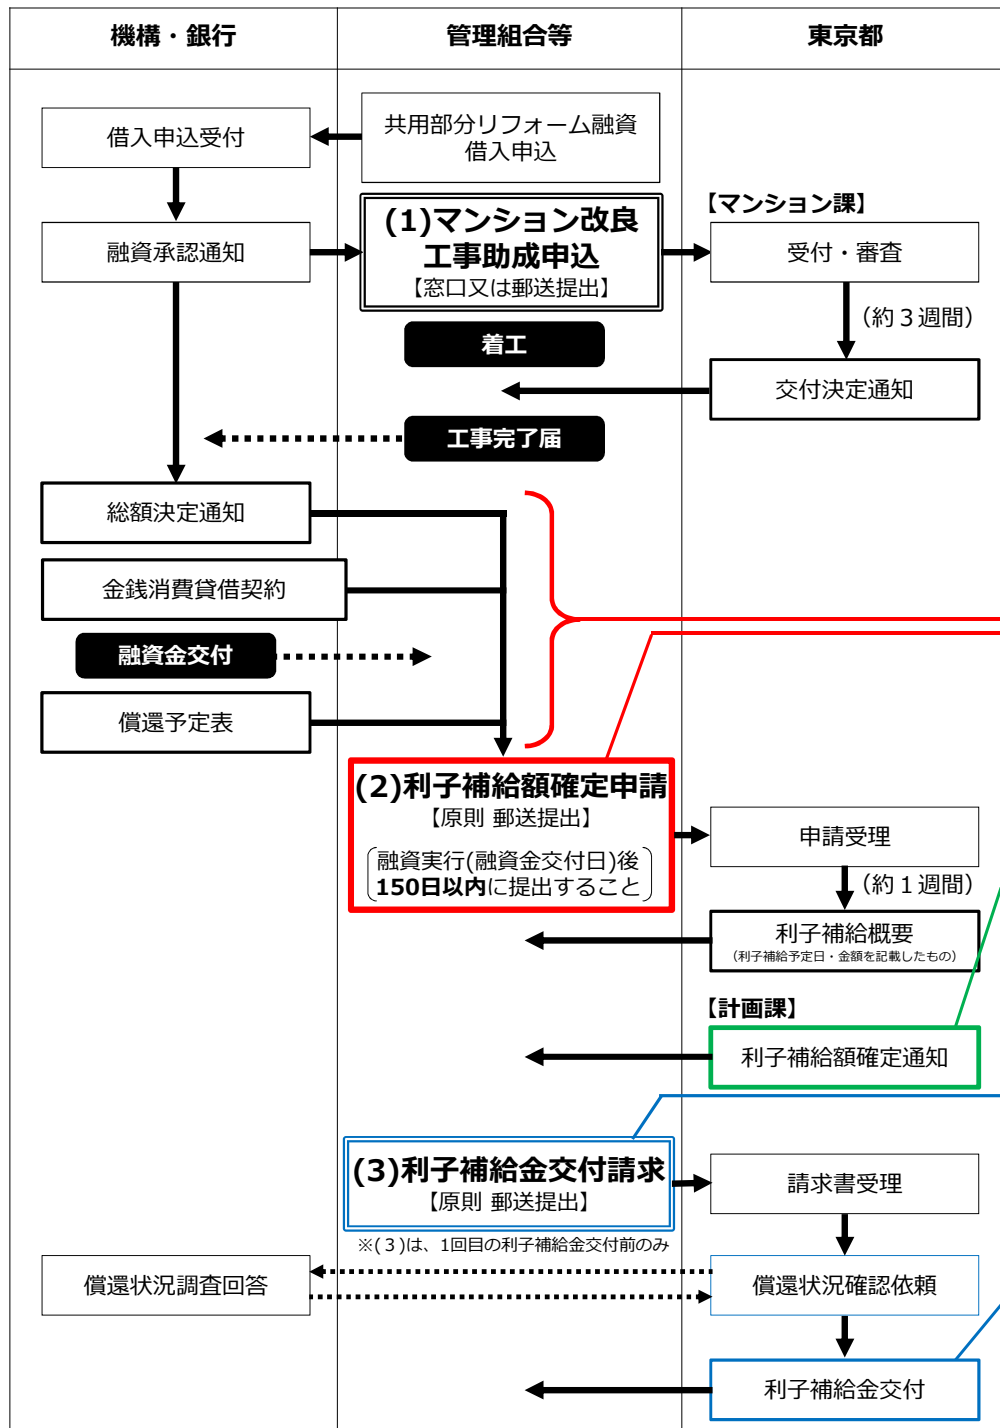 機構・銀行
管理組合等
東京都
共用部分リフォーム融資
借入申込
借入申込受付
融資承認通知
(1)マンション改良
工事助成申込
【窓口又は郵送提出】
【マンション課】
受付・審査
（約３週間）
着工
交付決定通知
工事完了届
総額決定通知
金銭消費貸借契約
融資金交付
償還予定表
(2)利子補給額確定申請
【原則 郵送提出】
融資実行(融資金交付日)後
150日以内に提出すること
申請受理
（約１週間）
利子補給概要
（利子補給予定日・金額を記載したもの）
【計画課】
利子補給額確定通知
(3)利子補給金交付請求
【原則 郵送提出】
※(３)は、1回目の利子補給金交付前のみ
請求書受理
償還状況調査回答
償還状況確認依頼
利子補給金交付